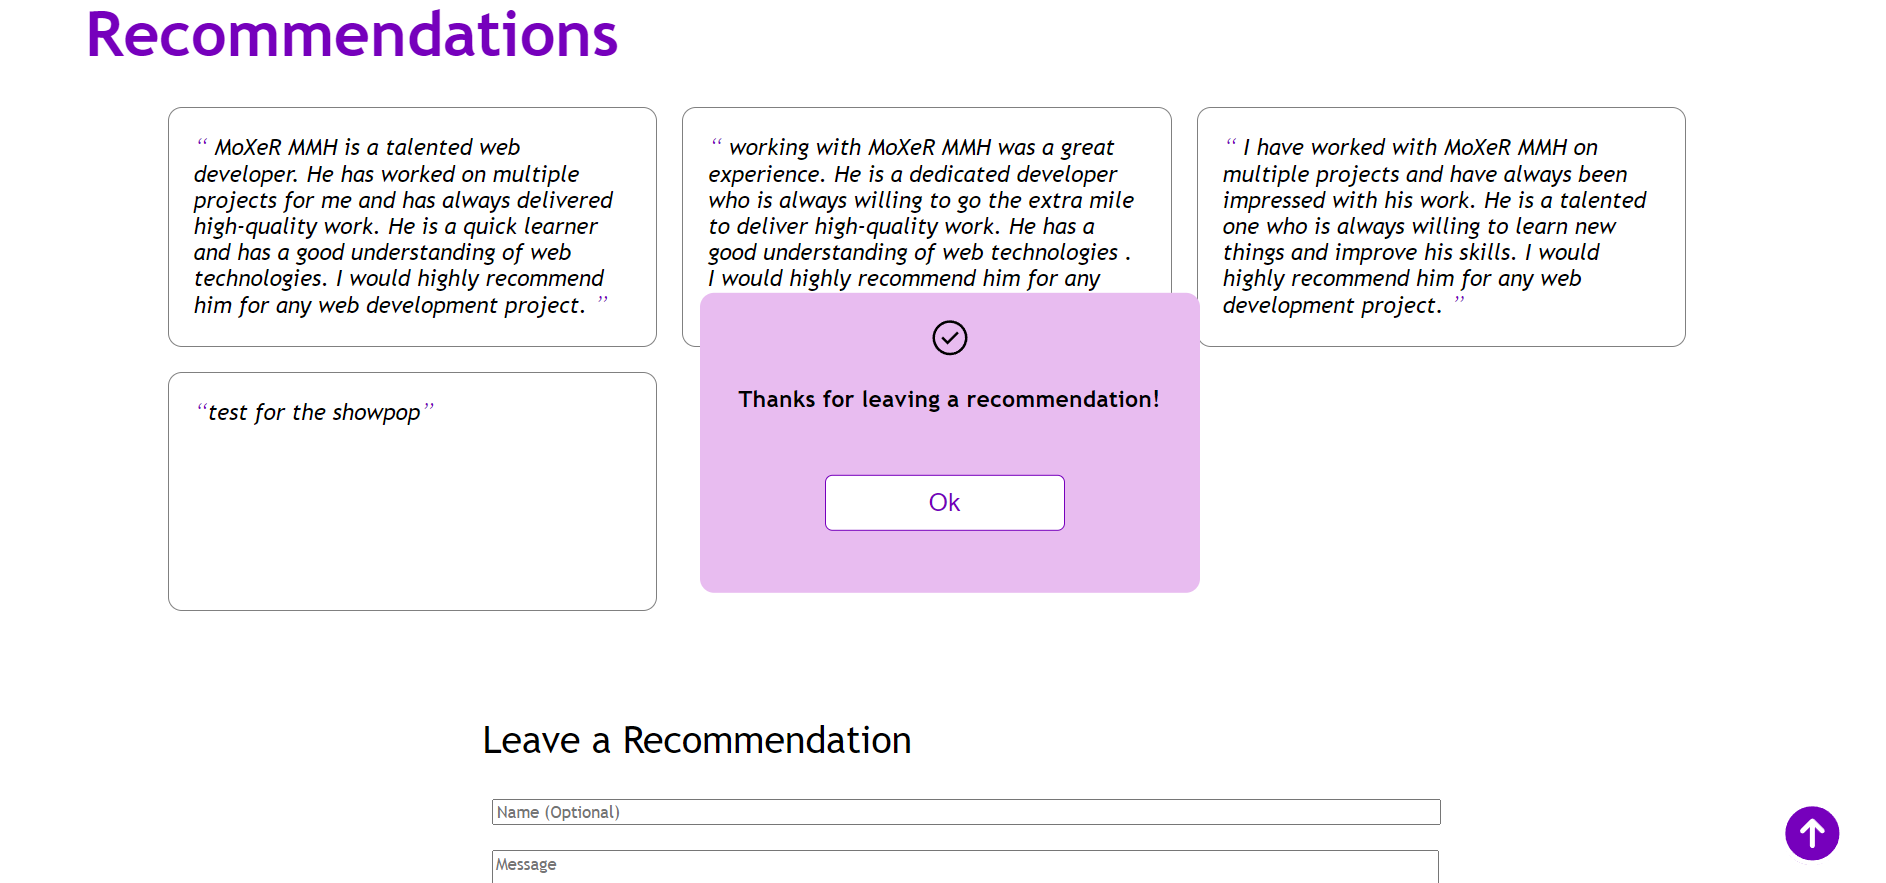 Recommendations
“ MoXeR MMH is a talented web
developer. He has worked on multiple
projects for me and has always delivered
high-quality work. He is a quick learner
and has a good understanding of web
technologies. I would highly recommend
him for any web development project. ”
“ working with MoXeR MMH was a great
experience. He is a dedicated developer
who is always willing to go the extra mile
to deliver high-quality work. He has a
good understanding of web technologies .
I would highly recommend him for any
“ I have worked with MoXeR MMH on
multiple projects and have always been
impressed with his work. He is a talented
one who is always willing to learn new
things and improve his skills. I would
highly recommend him for any web
development project. ”
“test for the showpop”
Thanks for leaving a recommendation!
Ok
Leave a Recommendation
Name (Optional)
Message